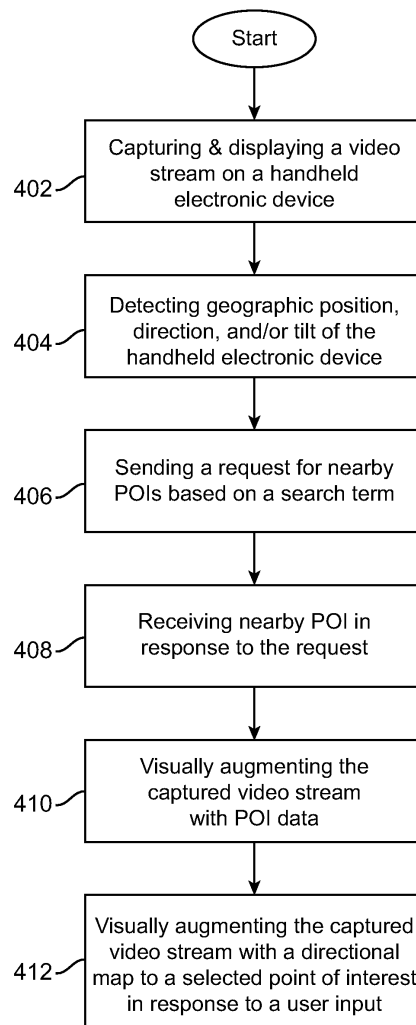 Start
402
Capturing & displaying a video
stream on a handheld
electronic device
404
Detecting geographic position,
direction, and/or tilt of the
handheld electronic device
406
Sending a request for nearby
POIs based on a search term
408
Receiving nearby POI in
response to the request
410
Visually augmenting the
captured video stream
with POI data
412
Visually augmenting the captured
video stream with a directional
map to a selected point of interest
in response to a user input